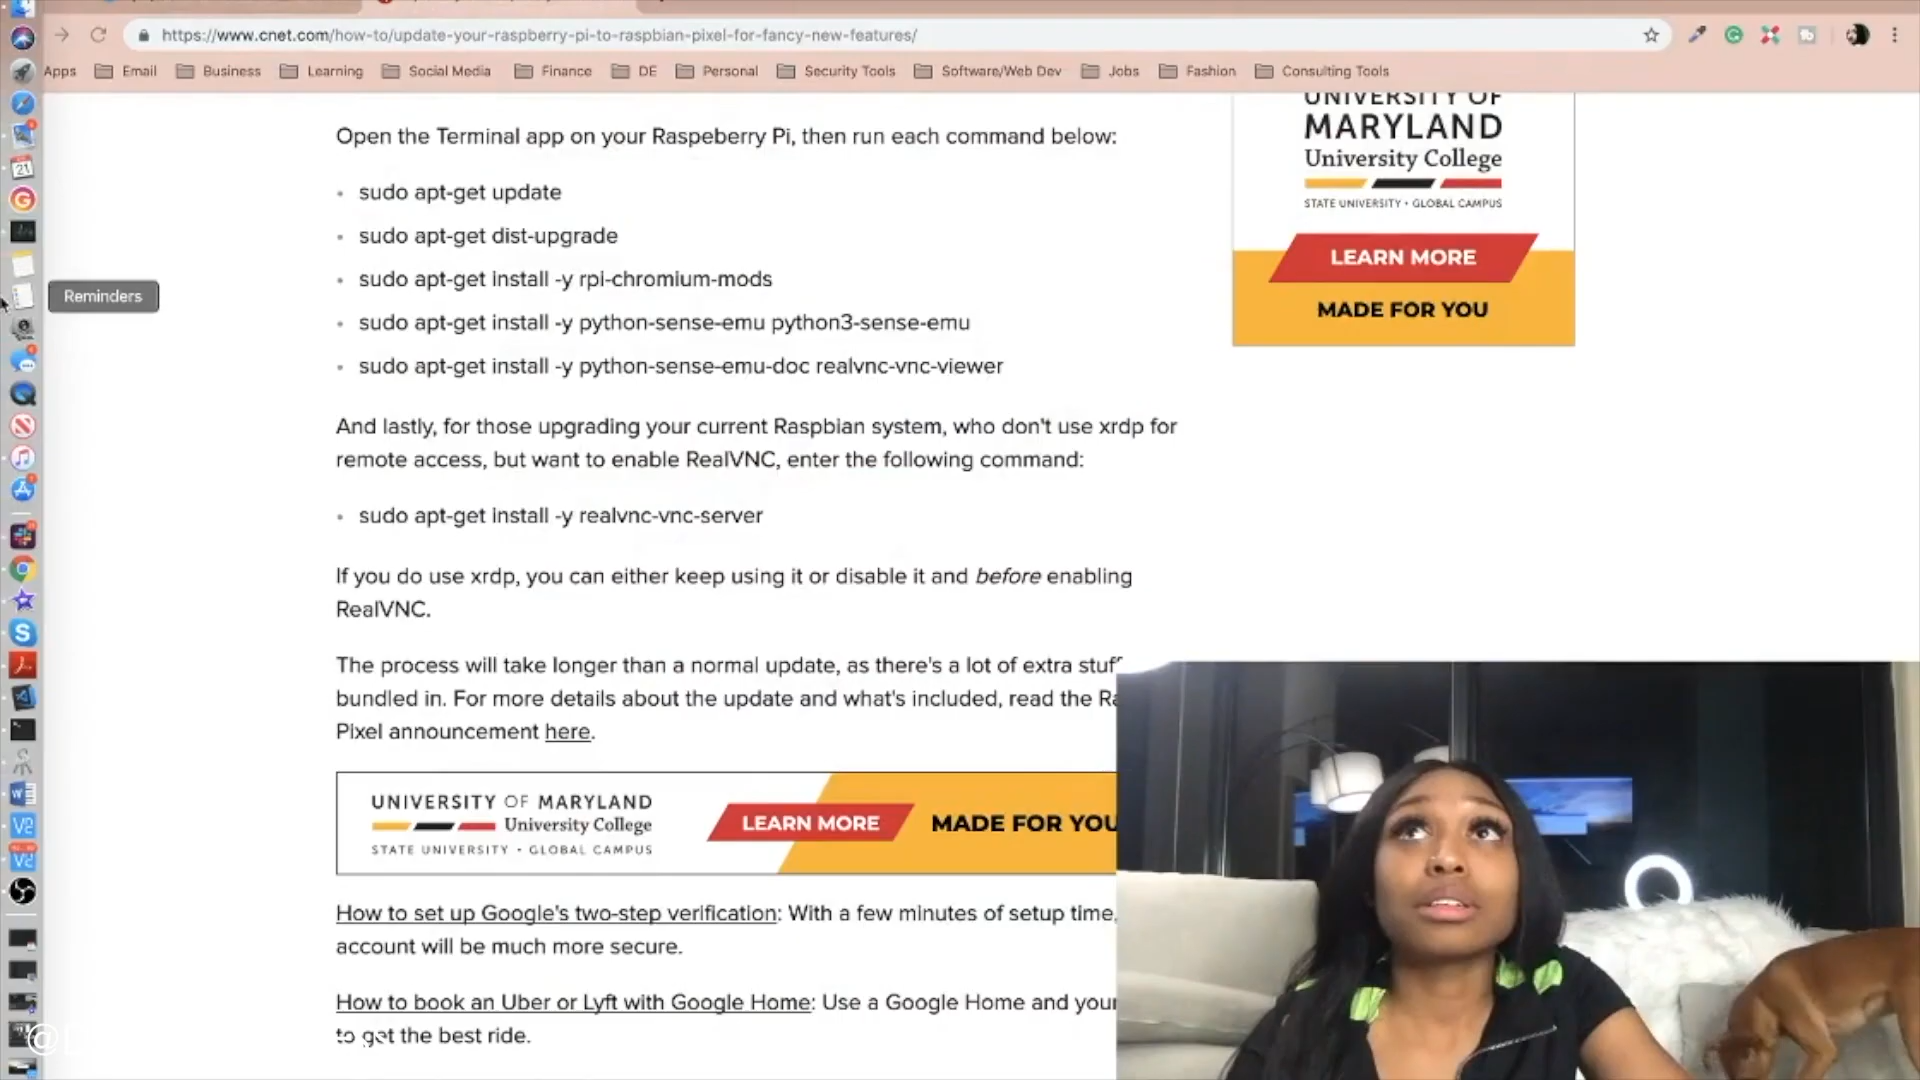 https://www.cnet.com/how-to/update-your-raspberry-pi-to-raspbian-pixel-for-fancy-new-features/
Apps Email Business Learning Social Media Finance DE Personal Security Tools Software/Web Dev Jobs Fashion Consulting Tools
Open the Terminal app on your Raspeberry Pi, then run each command below:
• sudo apt-get update
• sudo apt-get dist-upgrade
• sudo apt-get install -y rpi-chromium-mods
• sudo apt-get install -y python-sense-emu python3-sense-emu
• sudo apt-get install -y python-sense-emu-doc realvnc-vnc-viewer
And lastly, for those upgrading your current Raspbian system, who don't use xrdp for
remote access, but want to enable RealVNC, enter the following command:
• sudo apt-get install -y realvnc-vnc-server
If you do use xrdp, you can either keep using it or disable it and before enabling
RealVNC.
The process will take longer than a normal update, as there's a lot of extra stuff
bundled in. For more details about the update and what's included, read the
Pixel announcement here.
UNIVERSITY OF MARYLAND
University College
STATE UNIVERSITY • GLOBAL CAMPUS
LEARN MORE
MADE FOR YOU
How to set up Google's two-step verification: With a few minutes of setup time,
account will be much more secure.
How to book an Uber or Lyft with Google Home: Use a Google Home and your
to get the best ride.
UNIVERSITY OF
MARYLAND
University College
STATE UNIVERSITY • GLOBAL CAMPUS
LEARN MORE
MADE FOR YOU
Reminders
21